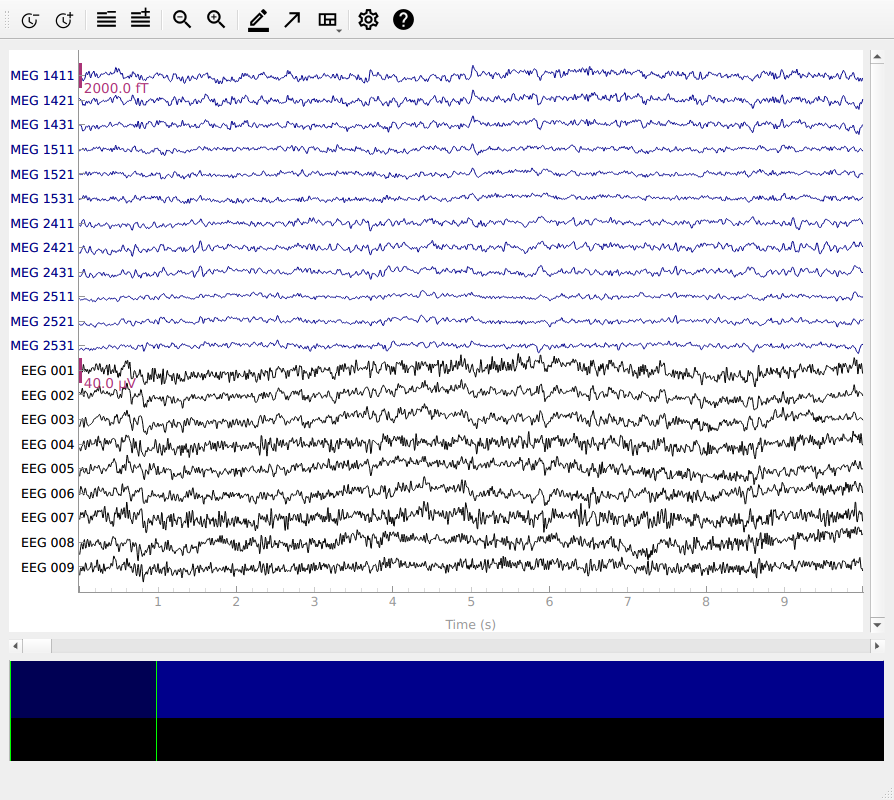 MEG 1411
2000.0 fT
MEG 1421
MEG 1431
MEG 1511
MEG 1521
MEG 1531
MEG 2411
MEG 2421
MEG 2431
MEG 2511
MEG 2521
MEG 2531
EEG 001
40.0 µV
EEG 002
EEG 003
EEG 004
EEG 005
EEG 006
EEG 007
EEG 008
EEG 009
1 2 3 4 5 6 7 8 9
Time (s)